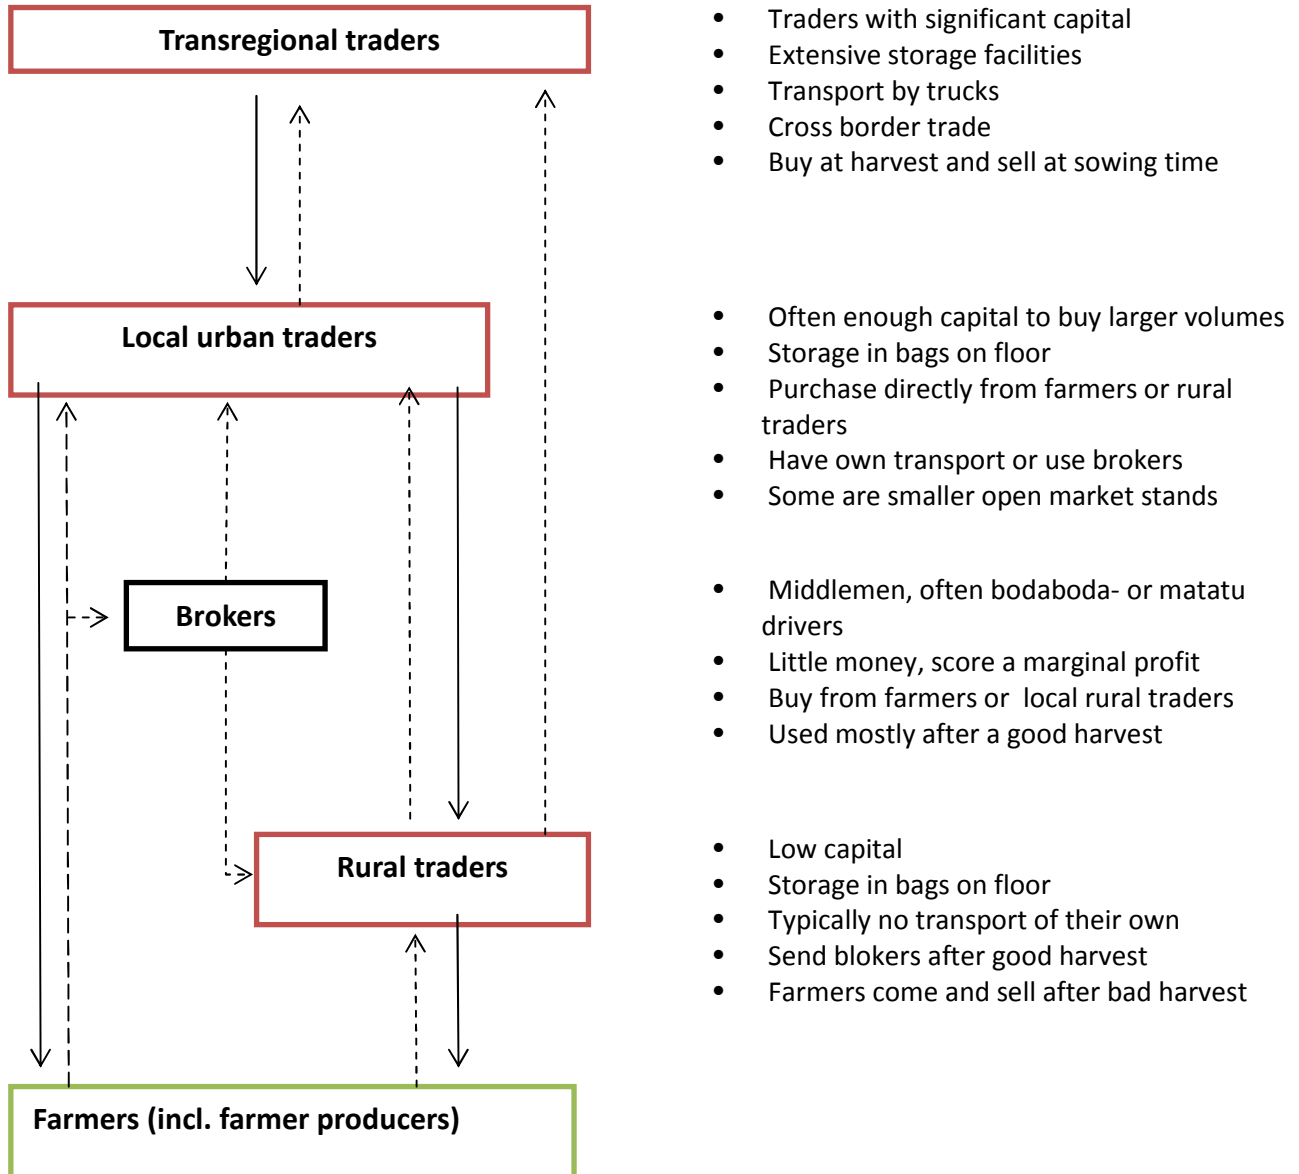 Transregional traders
• Traders with significant capital
• Extensive storage facilities
• Transport by trucks
• Cross border trade
• Buy at harvest and sell at sowing time
Local urban traders
• Often enough capital to buy larger volumes
• Storage in bags on floor
• Purchase directly from farmers or rural
traders
• Have own transport or use brokers
• Some are smaller open market stands
Brokers
• Middlemen, often bodaboda- or matatu
drivers
• Little money, score a marginal profit
• Buy from farmers or local rural traders
• Used mostly after a good harvest
Rural traders
• Low capital
• Storage in bags on floor
• Typically no transport of their own
• Send blokers after good harvest
• Farmers come and sell after bad harvest
Farmers (incl. farmer producers)